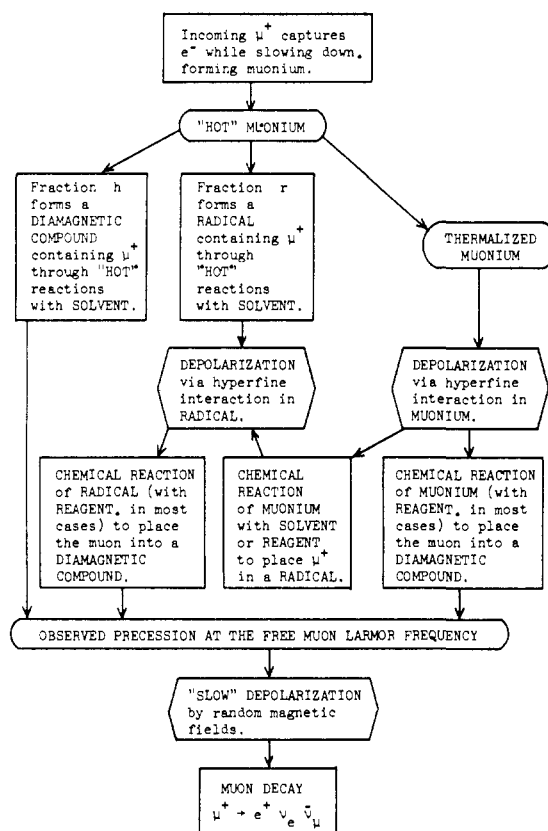 Incoming μ⁺ captures
e⁻ while slowing down,
forming muonium.
"HOT" MUONIUM
Fraction h
forms a
DIAMAGNETIC
COMPOUND
containing μ⁺
through "HOT"
reactions
with SOLVENT.
Fraction r
forms a
RADICAL
containing μ⁺
through
"HOT"
reactions
with SOLVENT.
THERMALIZED
MUONIUM
DEPOLARIZATION
via hyperfine
interaction in
RADICAL.
DEPOLARIZATION
via hyperfine
interaction in
MUONIUM.
CHEMICAL REACTION
of RADICAL (with
REAGENT, in most
cases) to place
the muon into a
DIAMAGNETIC
COMPOUND.
CHEMICAL
REACTION
of MUONIUM
with SOLVENT
or REAGENT
to place μ⁺
in a RADICAL.
CHEMICAL REACTION
of MUONIUM (with
REAGENT, in most
cases) to place
the muon into a
DIAMAGNETIC
COMPOUND.
OBSERVED PRECESSION AT THE FREE MUON LARMOR FREQUENCY
"SLOW" DEPOLARIZATION
by random magnetic
fields.
MUON DECAY
μ⁺ → e⁺ νₑ ν̄_μ